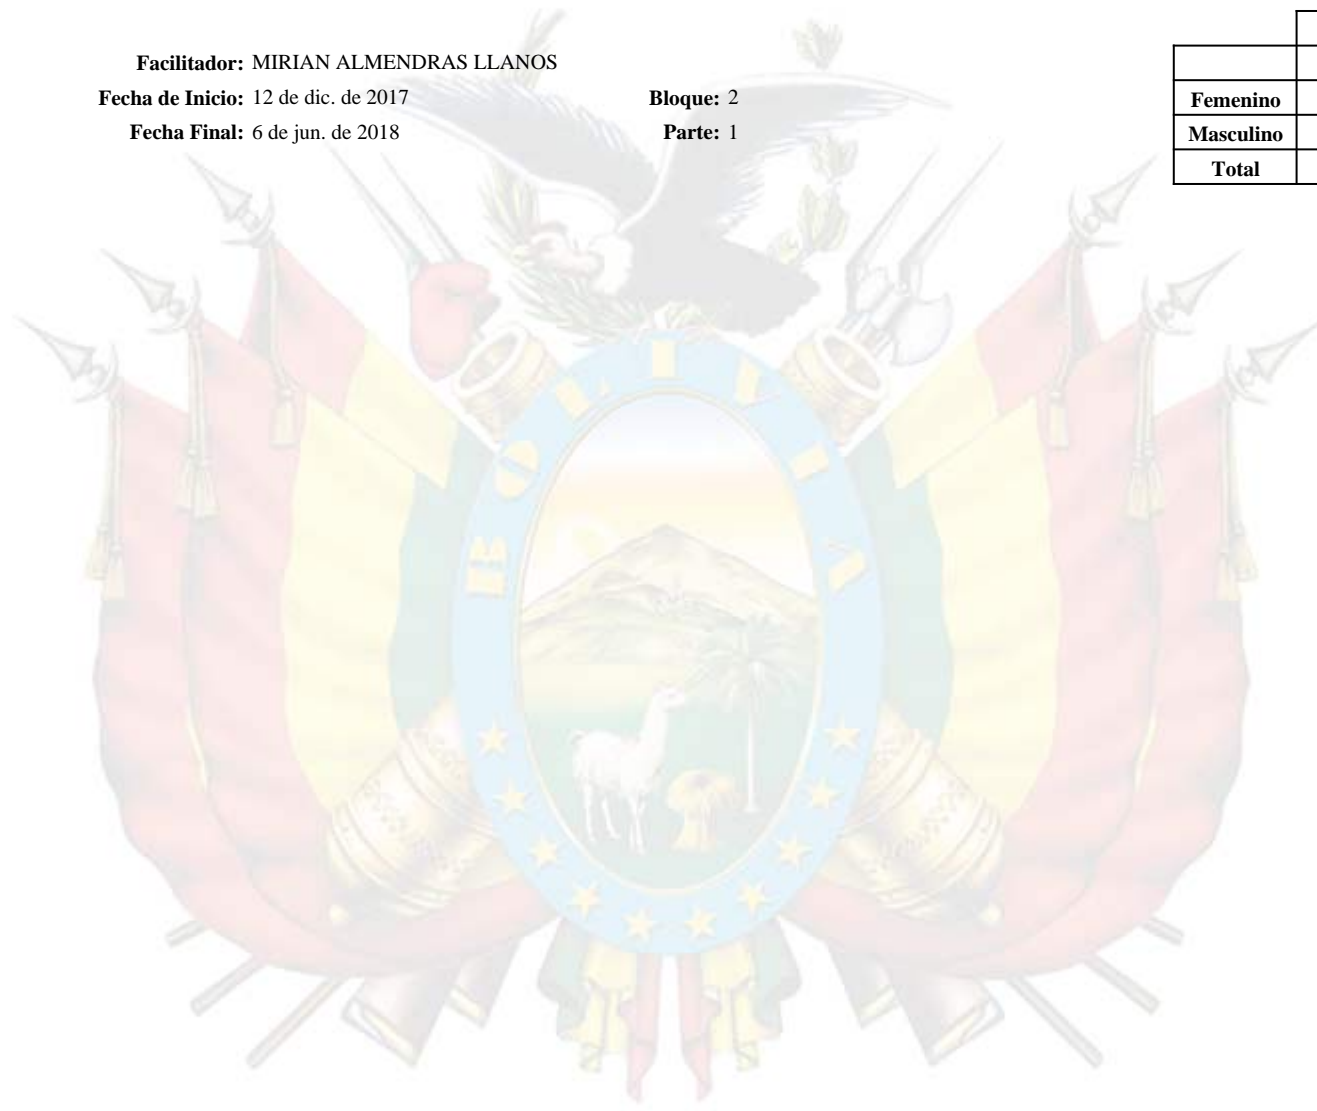 Facilitador: MIRIAN ALMENDRAS LLANOS
Fecha de Inicio: 12 de dic. de 2017 Bloque: 2
Fecha Final: 6 de jun. de 2018 Parte: 1
Femenino
Masculino
Total
BOLIVIA